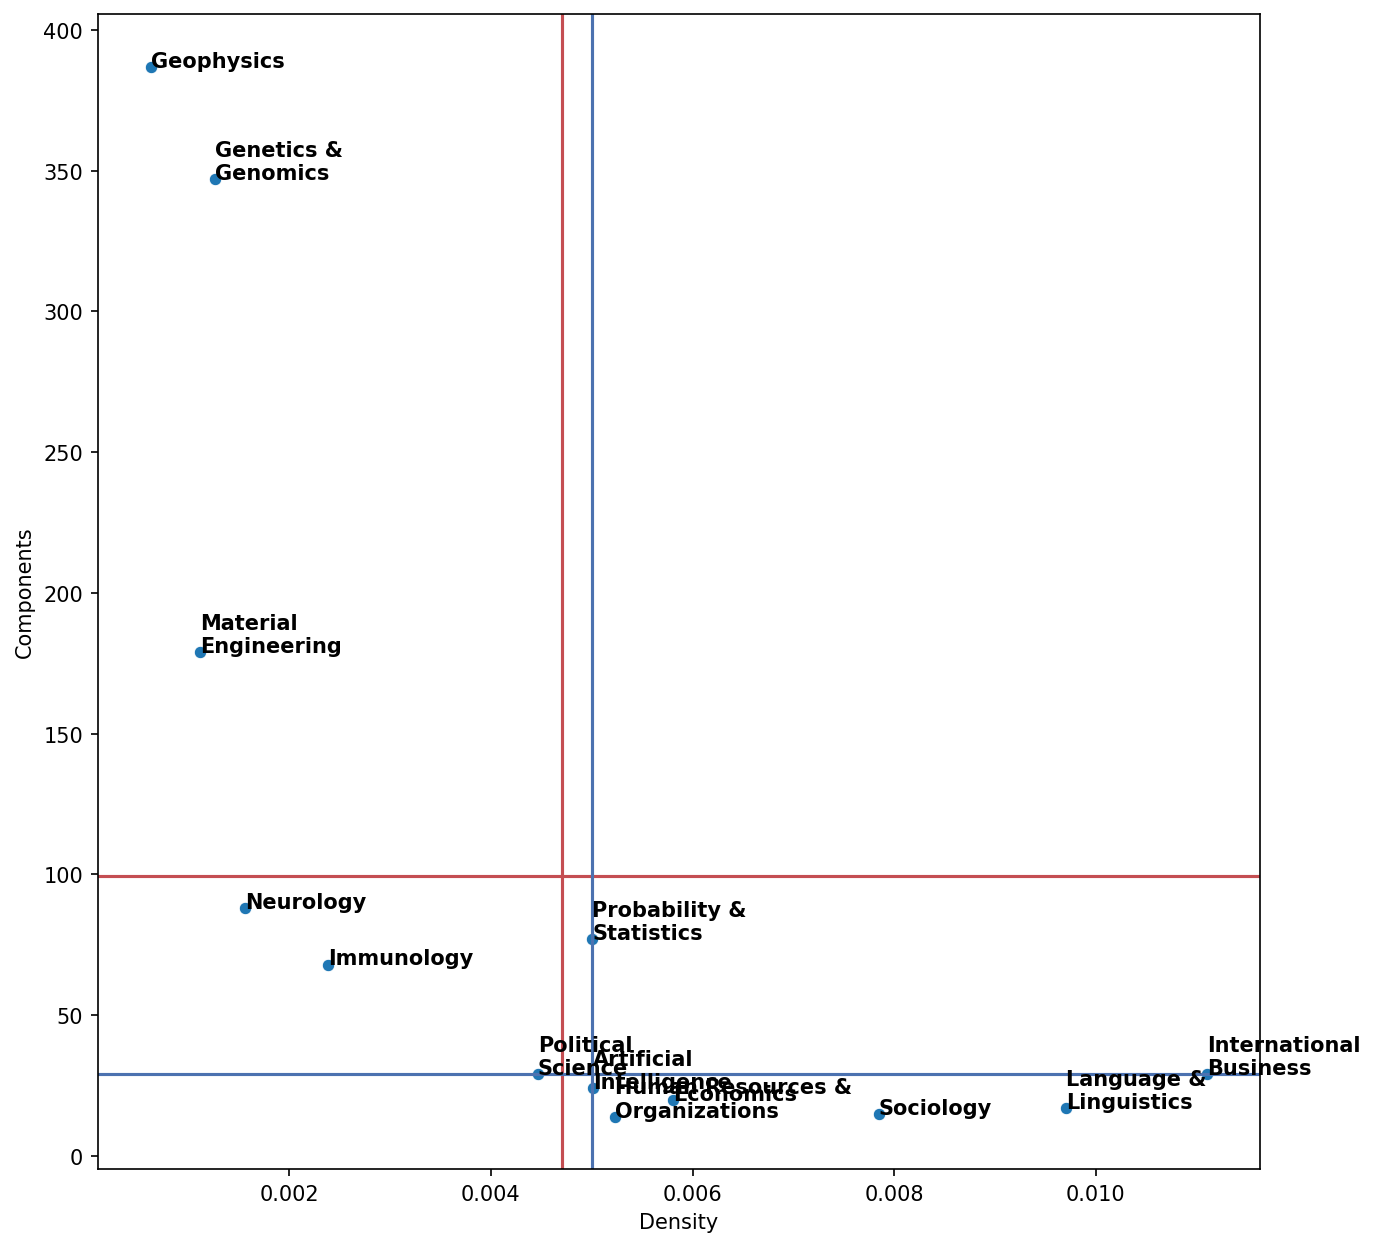 400
350
300
250
200
150
100
50
0
Components
Geophysics
Genetics &
Genomics
Material
Engineering
Neurology
Immunology
Probability &
Statistics
Political
Science
Artificial
Intelligence
Human Resources &
Organizations
Economics
Sociology
Language &
Linguistics
International
Business
0.002
0.004
0.006
0.008
0.010
Density